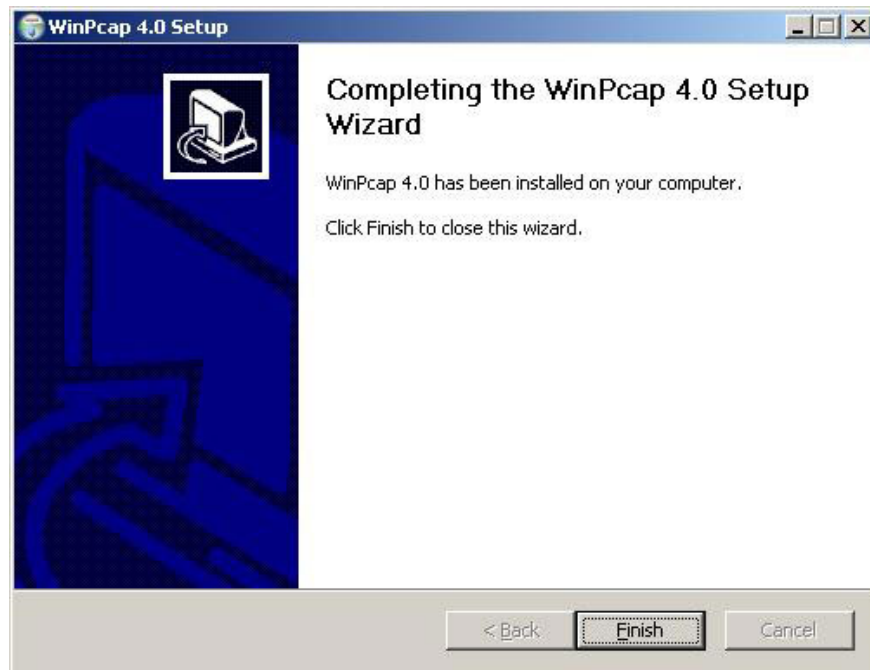 WinPcap 4.0 Setup
Completing the WinPcap 4.0 Setup
Wizard
WinPcap 4.0 has been installed on your computer.
Click Finish to close this wizard.
< Back
Finish
Cancel